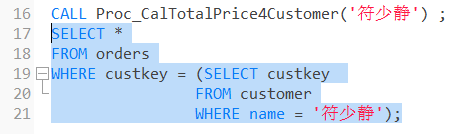 16 CALL Proc_CalTotalPrice4Customer('符少静') ;
17 SELECT *
18 FROM orders
19 WHERE custkey = (SELECT custkey
20 FROM customer
21 WHERE name = '符少静');